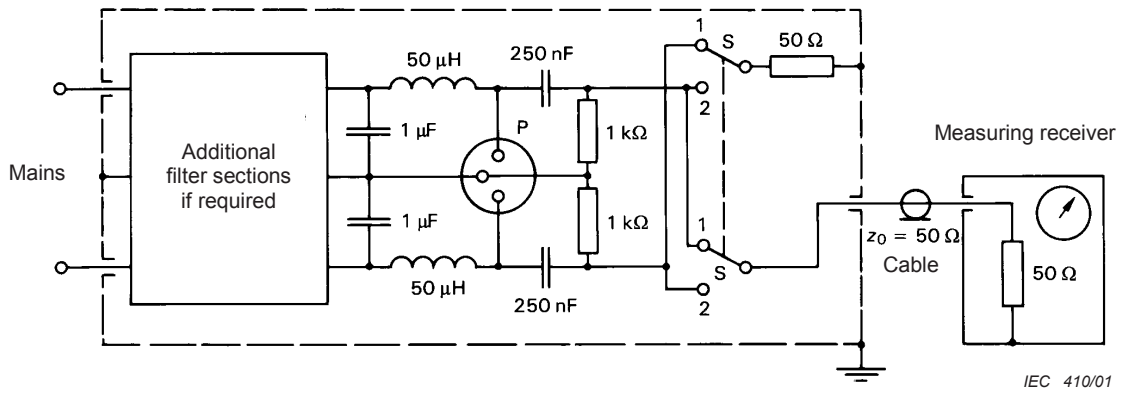 1
S
50 Ω
50 µH
250 nF
2
1 µF
P
1 kΩ
Measuring receiver
Mains
Additional
filter sections
if required
1 µF
1 kΩ
1
S
2
z0 = 50 Ω
Cable
50 Ω
50 µH
250 nF
IEC 410/01